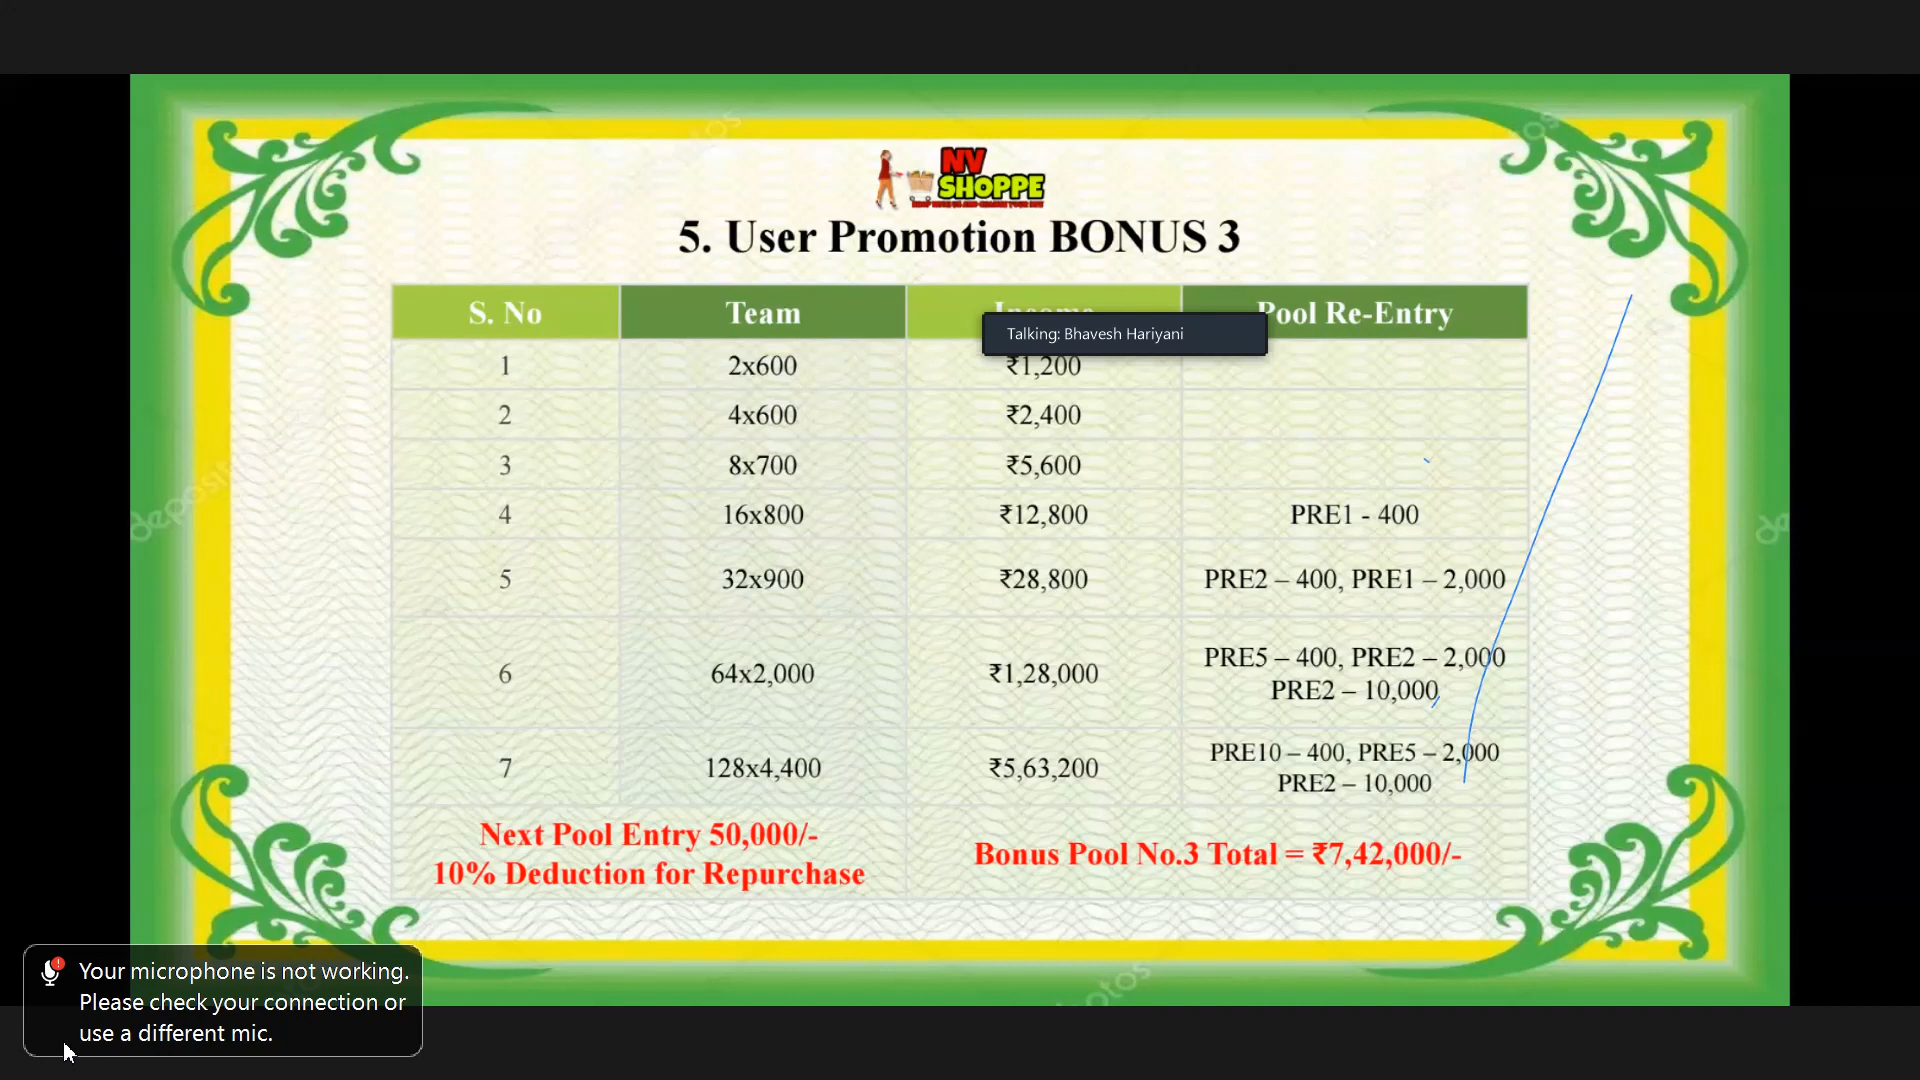 NV
SHOPPE
5. User Promotion BONUS 3
S. No Team Income Pool Re-Entry
Talking: Bhavesh Hariyani
1 2x600 ₹1,200
2 4x600 ₹2,400
3 8x700 ₹5,600
4 16x800 ₹12,800 PRE1 - 400
5 32x900 ₹28,800 PRE2 – 400, PRE1 – 2,000
6 64x2,000 ₹1,28,000 PRE5 – 400, PRE2 – 2,000
PRE2 – 10,000
7 128x4,400 ₹5,63,200 PRE10 – 400, PRE5 – 2,000
PRE2 – 10,000
Next Pool Entry 50,000/-
10% Deduction for Repurchase
Bonus Pool No.3 Total = ₹7,42,000/-
Your microphone is not working.
Please check your connection or
use a different mic.